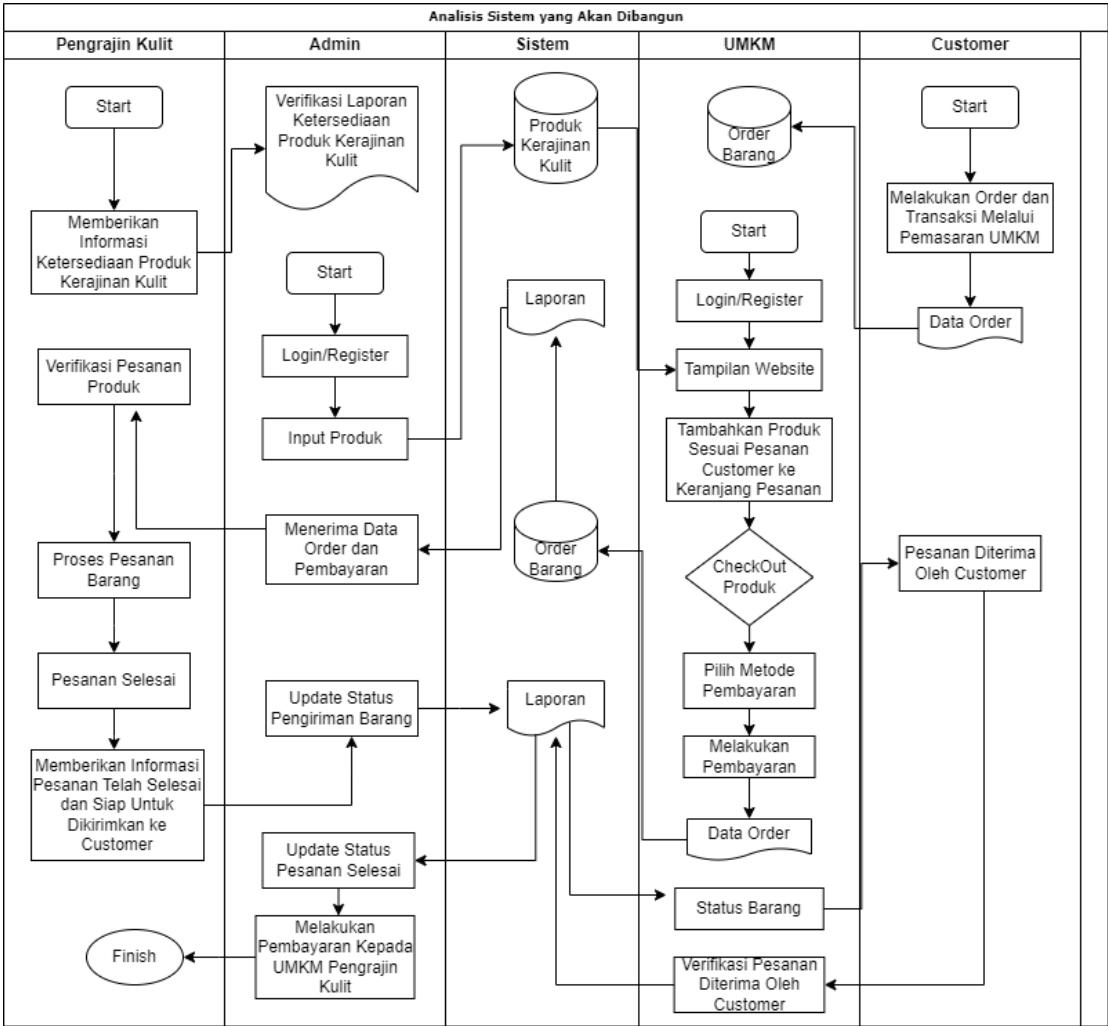 Analisis Sistem yang Akan Dibangun
Pengrajin Kulit
Admin
Sistem
UMKM
Customer
Start
Memberikan
Informasi
Ketersediaan Produk
Kerajinan Kulit
Verifikasi Pesanan
Produk
Proses Pesanan
Barang
Pesanan Selesai
Memberikan Informasi
Pesanan Telah Selesai
dan Siap Untuk
Dikirimkan ke
Customer
Finish
Verifikasi Laporan
Ketersediaan
Produk Kerajinan
Kulit
Start
Login/Register
Input Produk
Menerima Data
Order dan
Pembayaran
Update Status
Pengiriman Barang
Update Status
Pesanan Selesai
Melakukan
Pembayaran Kepada
UMKM Pengrajin
Kulit
Produk
Kerajinan
Kulit
Laporan
Order
Barang
Laporan
Order
Barang
Start
Login/Register
Tampilan Website
Tambahkan Produk
Sesuai Pesanan
Customer ke
Keranjang Pesanan
CheckOut
Produk
Pilih Metode
Pembayaran
Melakukan
Pembayaran
Data Order
Status Barang
Verifikasi Pesanan
Diterima Oleh
Customer
Start
Melakukan Order dan
Transaksi Melalui
Pemasaran UMKM
Data Order
Pesanan Diterima
Oleh Customer